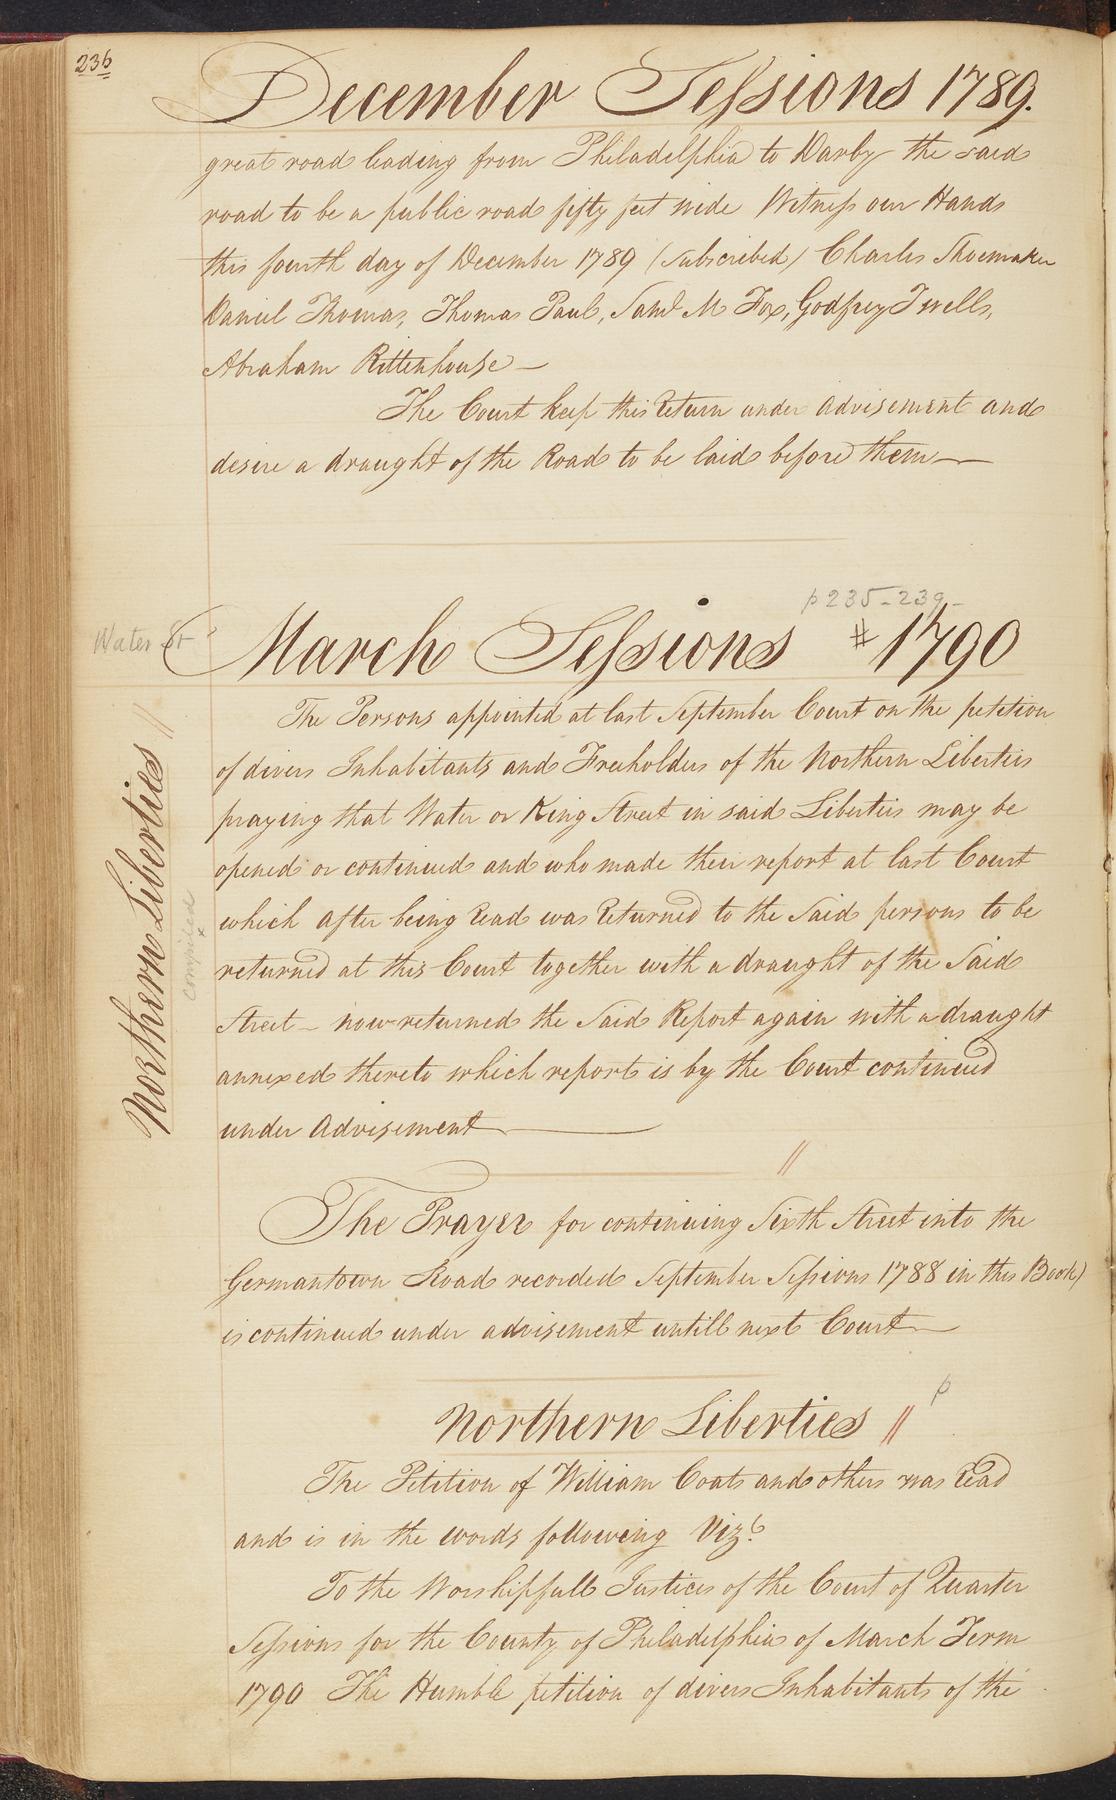 236
December Sessions 1789.
great road leading from Philadelphia to Darby the said
road to be a public road fifty feet wide Witness our Hands
this fourth day of December 1789 (subscribed) Charles Shoemaker
Daniel Thomas, Thomas Paul, Saml M Fox, Godfrey Twells,
Abraham Rittenhouse —
The Court keep this Return under advisement and
desire a draught of the Road to be laid before them —
p 235-239-
Water St
March Sessions # 1790
Northern Liberties //
compiled
x
The Persons appointed at last September Court on the petition
of divers Inhabitants and Freeholders of the Northern Liberties
praying that Water or King Street in said Liberties may be
opened or continued and who made their report at last Court
which after being Read was Returned to the Said persons to be
returned at this Court together with a draught of the Said
Street — now returned the Said Report again with a draught
annexed thereto which report is by the Court continued
under Advisement —
//
The Prayer for continuing Sixth Street into the
Germantown Road recorded September Sessions 1788 in this Book)
is continued under advisement untill next Court —
Northern Liberties // p
The Petition of William Coats and others was Read
and is in the words following Vizt
To the Worshipfull Justices of the Court of Quarter
Sessions for the County of Philadelphia of March Term
1790 The Humble petition of divers Inhabitants of the